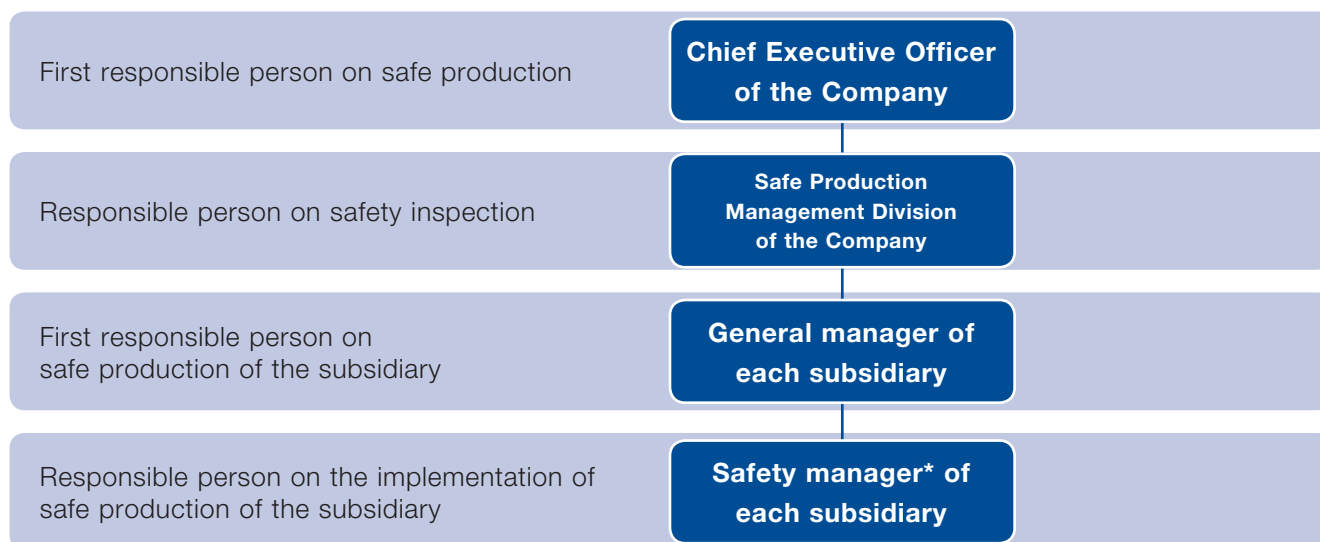 First responsible person on safe production
Chief Executive Officer
of the Company
Responsible person on safety inspection
Safe Production
Management Division
of the Company
First responsible person on
safe production of the subsidiary
General manager of
each subsidiary
Responsible person on the implementation of
safe production of the subsidiary
Safety manager* of
each subsidiary